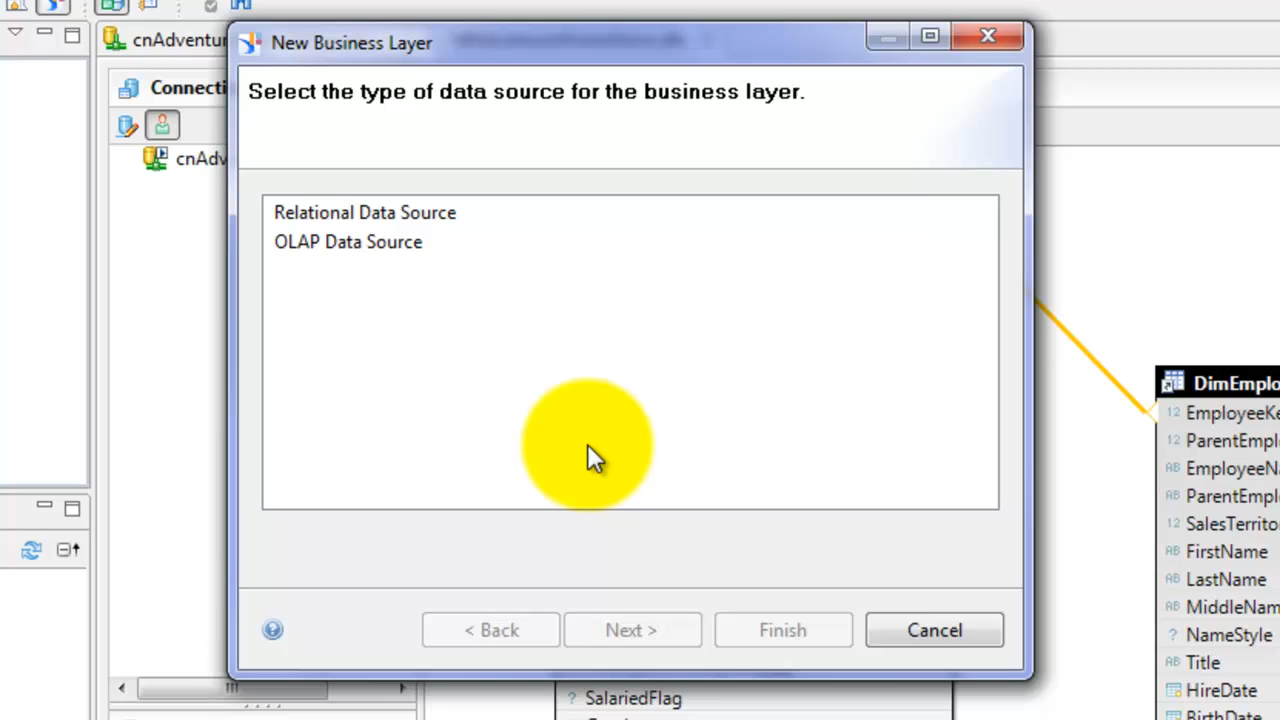 cnAdventur
New Business Layer
Connecti
Select the type of data source for the business layer.
cnAdv
Relational Data Source
OLAP Data Source
DimEmplo
EmployeeKe
ParentEmpl
EmployeeNa
ParentEmpl
SalesTerrito
FirstName
LastName
MiddleNam
NameStyle
Title
HireDate
BirthDate
< Back
Next >
Finish
Cancel
SalariedFlag